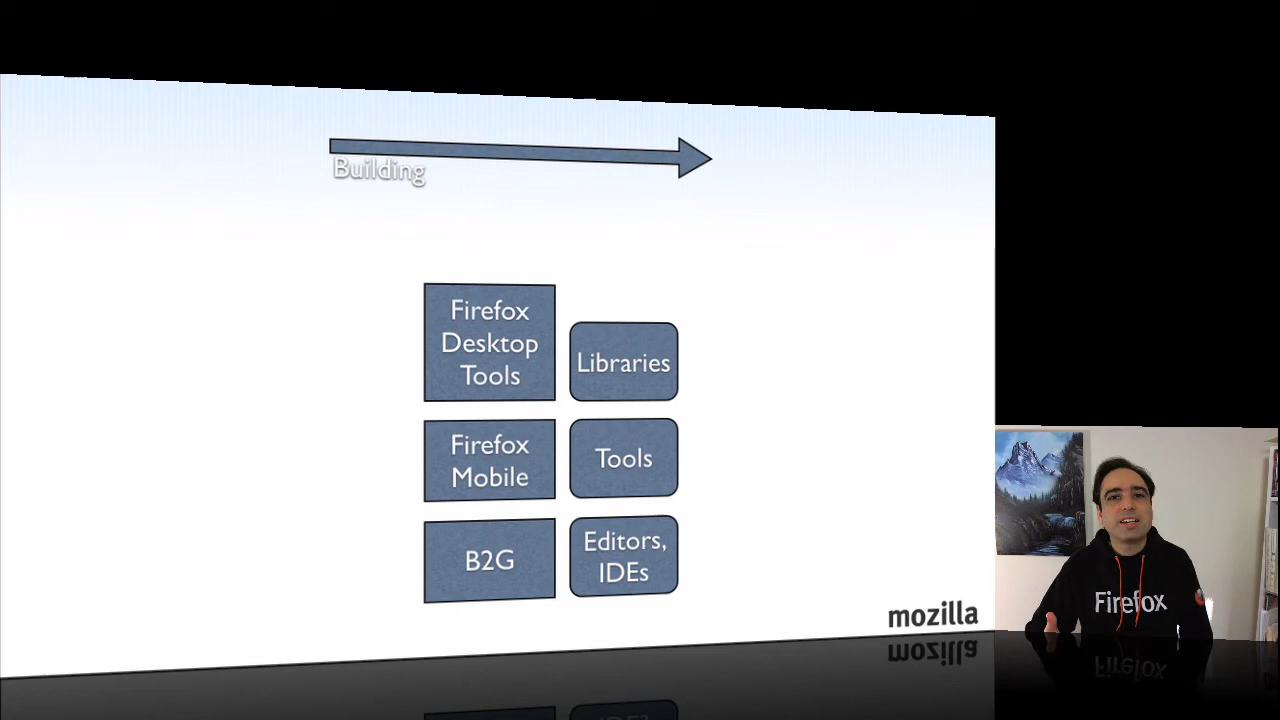 Building
Firefox
Desktop
Tools
Libraries
Firefox
Mobile
Tools
B2G
Editors,
IDEs
mozilla
Firefox